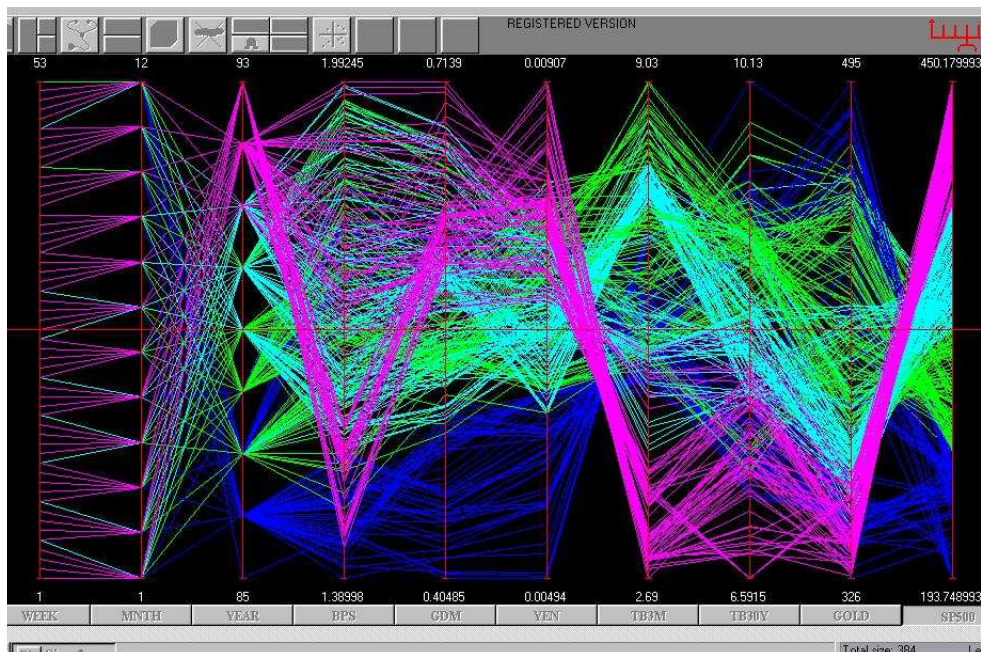 REGISTERED VERSION
53 12 93 1.99245 0.7139 0.00907 9.03 10.13 495 450.179993
1 1 85 1.38998 0.40485 0.00494 2.69 6.5915 326 193.748993
WEEK MNTH YEAR BPS GDM YEN TB3M TB30Y GOLD SP500
Total size: 384 Le